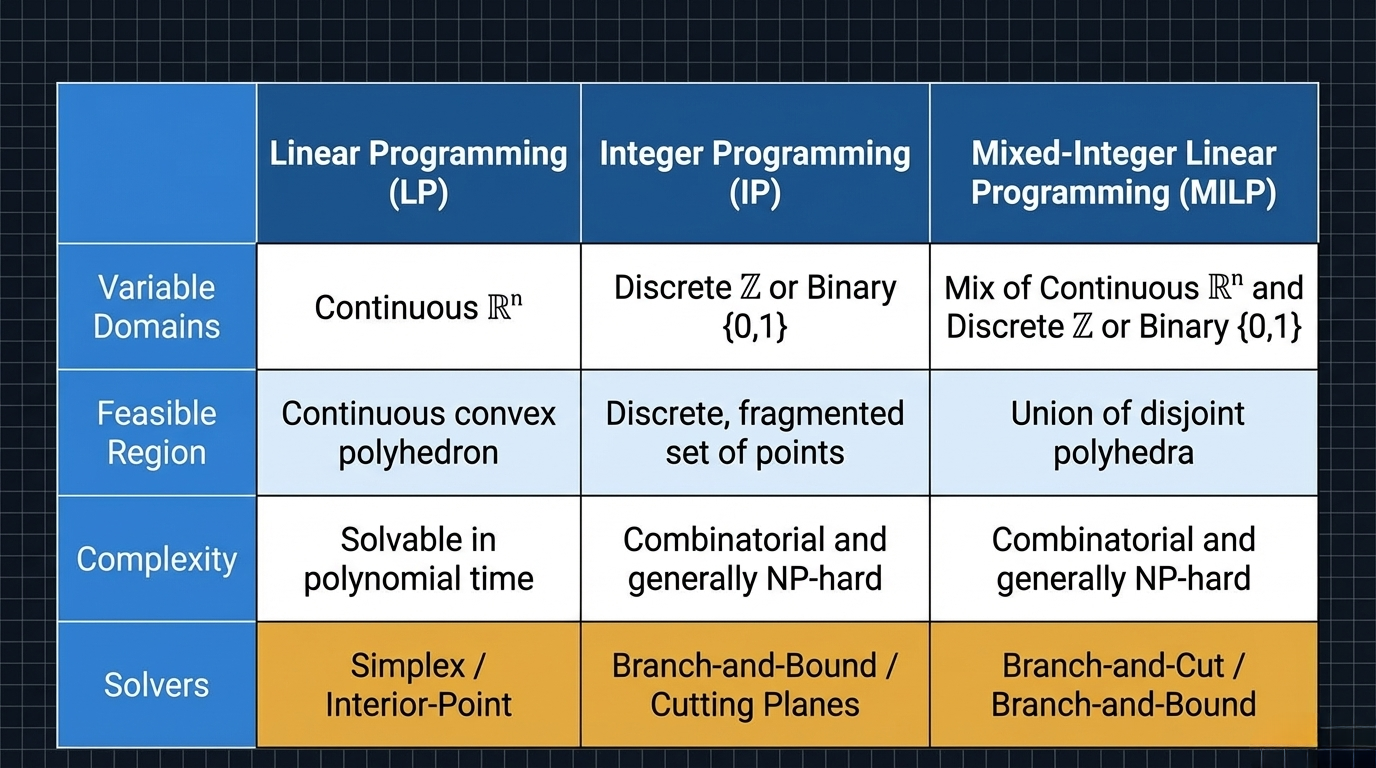 Linear Programming
(LP)
Integer Programming
(IP)
Mixed-Integer Linear
Programming (MILP)
Variable
Domains
Continuous ℝⁿ
Discrete ℤ or Binary
{0,1}
Mix of Continuous ℝⁿ and
Discrete ℤ or Binary {0,1}
Feasible
Region
Continuous convex
polyhedron
Discrete, fragmented
set of points
Union of disjoint
polyhedra
Complexity
Solvable in
polynomial time
Combinatorial and
generally NP-hard
Combinatorial and
generally NP-hard
Solvers
Simplex /
Interior-Point
Branch-and-Bound /
Cutting Planes
Branch-and-Cut /
Branch-and-Bound